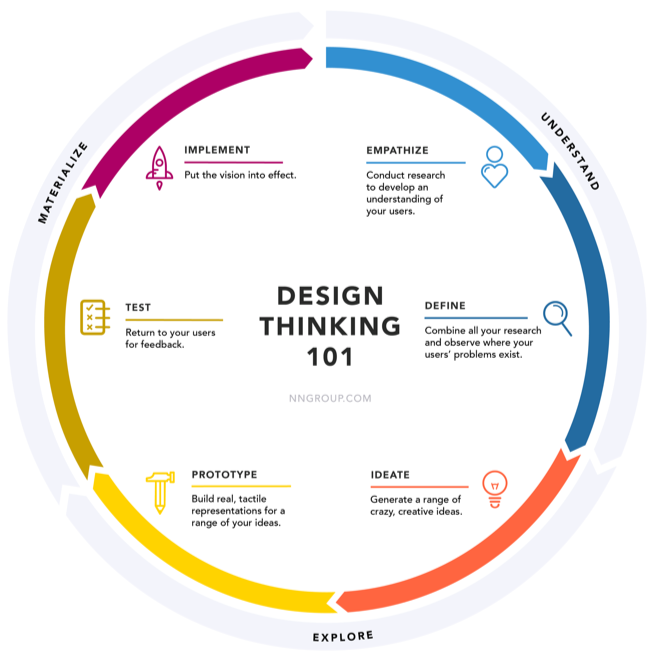 DESIGN
THINKING
101
NNGROUP.COM
UNDERSTAND
EMPATHIZE
Conduct research
to develop an
understanding of
your users.
DEFINE
Combine all your research
and observe where your
users’ problems exist.
EXPLORE
IDEATE
Generate a range of
crazy, creative ideas.
PROTOTYPE
Build real, tactile
representations for a
range of your ideas.
MATERIALIZE
TEST
Return to your users
for feedback.
IMPLEMENT
Put the vision into effect.